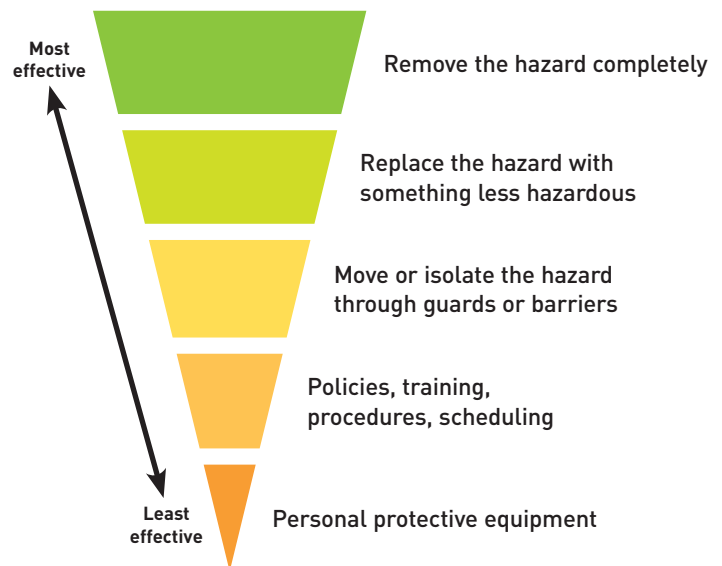 Most
effective
Remove the hazard completely
Replace the hazard with
something less hazardous
Move or isolate the hazard
through guards or barriers
Policies, training,
procedures, scheduling
Least
effective
Personal protective equipment